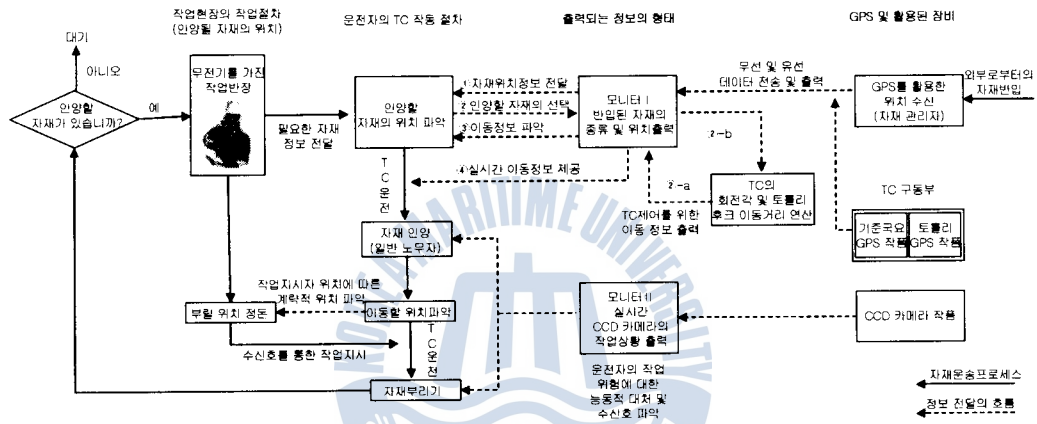 작업현장의 작업절차
(인양될 자재의 위치)
운전자의 TC 작동 절차
출력되는 정보의 형태
GPS 및 활용된 장비
대기
아니오
인양할
자재가 있습니까?
예
무전기를 가진
작업반장
필요한 자재
정보 전달
인양할
자재의 위치 파악
①자재위치정보 전달
②인양할 자재의 선택
③이동정보 파악
④실시간 이동정보 제공
모니터 I
반입된 자재의
종류 및 위치출력
무선 및 유선
데이터 전송 및 출력
GPS를 활용한
위치 수신
(자재 관리자)
외부로부터의
자재반입
②-b
②-a
TC제어를 위한
이동 정보 출력
TC의
회전각 및 토롤리
후크 이동거리 연산
TC 구동부
기준국요
GPS 작품
토롤리
GPS 작품
TC운전
자재 인양
(일반 노무자)
작업지시자 위치에 따른
계략적 위치 파악
부릴 위치 정돈
이동할 위치파악
수신호를 통한 작업지시
TC운전
자재부리기
모니터 II
실시간
CCD 카메라의
작업상황 출력
CCD 카메라 작품
운전자의 작업
위험에 대한
능동적 대처 및
수신호 파악
자재운송프로세스
정보 전달의 흐름
KOREA MARITIME UNIVERSITY